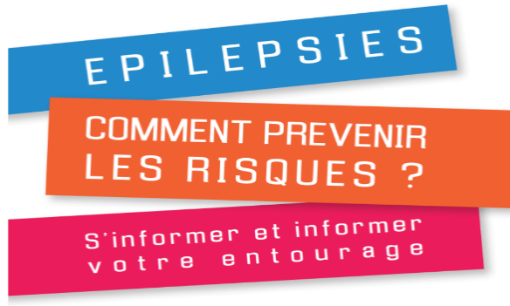 EPILEPSIES
COMMENT PREVENIR
LES RISQUES ?
S'informer et informer
votre entourage